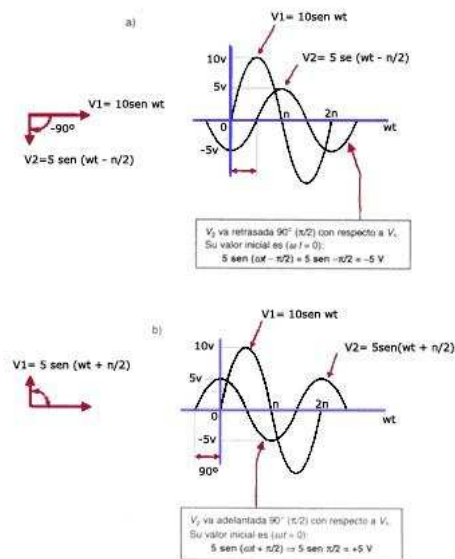 a)
V1= 10sen wt
10v
V2= 5 se (wt - n/2)
5v
V1= 10sen wt
-90°
0
n
2n
wt
V2=5 sen (wt - n/2)
-5v
V₂ va retrasada 90° (π/2) con respecto a V₁.
Su valor inicial es (ωt = 0):
5 sen (ωt − π/2) = 5 sen −π/2 = −5 V
b)
V1= 10sen wt
10v
V2= 5sen(wt + n/2)
V1= 5 sen (wt + n/2)
5v
0
n
2n
wt
-5v
90°
V₂ va adelantada 90° (π/2) con respecto a V₁.
Su valor inicial es (ωt = 0):
5 sen (ωt + π/2) ⇒ 5 sen π/2 = +5 V